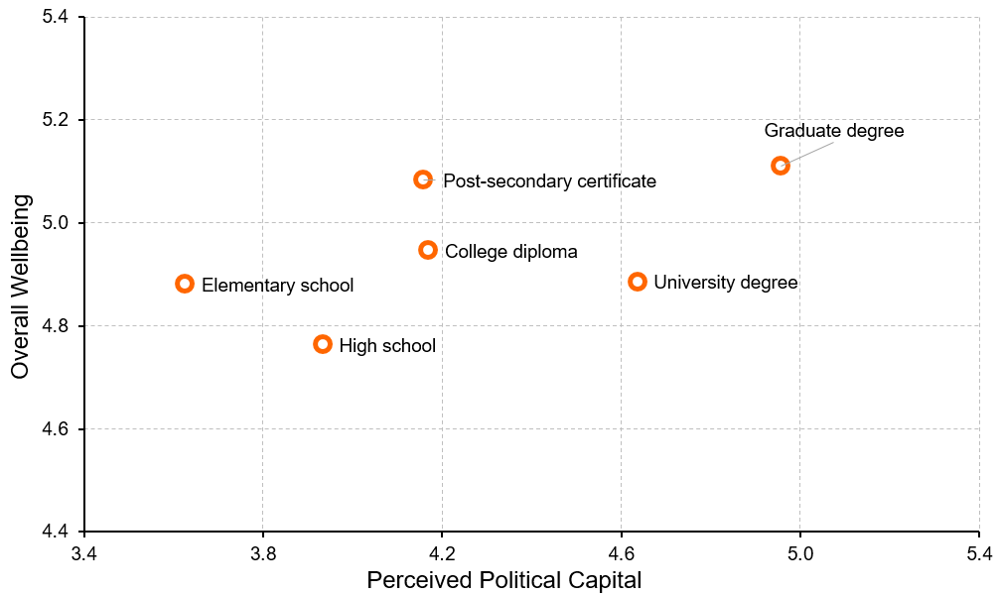 5.4
5.2
5.0
4.8
4.6
4.4
Overall Wellbeing
Graduate degree
Post-secondary certificate
College diploma
Elementary school
University degree
High school
3.4 3.8 4.2 4.6 5.0 5.4
Perceived Political Capital